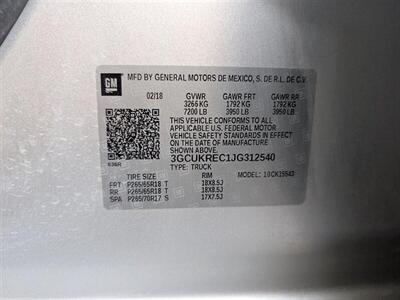 GM
MFD BY GENERAL MOTORS DE MEXICO, S. DE R.L. DE C.V.
02/18 GVWR GAWR FRT GAWR RR
3266 KG 1792 KG 1792 KG
7200 LB 3950 LB 3950 LB
THIS VEHICLE CONFORMS TO ALL APPLICABLE
U.S. FEDERAL MOTOR
VEHICLE SAFETY STANDARDS IN EFFECT
ON THE DATE OF MANUFACTURE SHOWN ABOVE.
3GCUKREC1JG312540
TYPE: TRUCK
TIRE SIZE RIM MODEL: 10CK15543
FRT P265/65R18 T 18X8.5J
RR P265/65R18 T 18X8.5J
SPA P265/70R17 S 17X7.5J